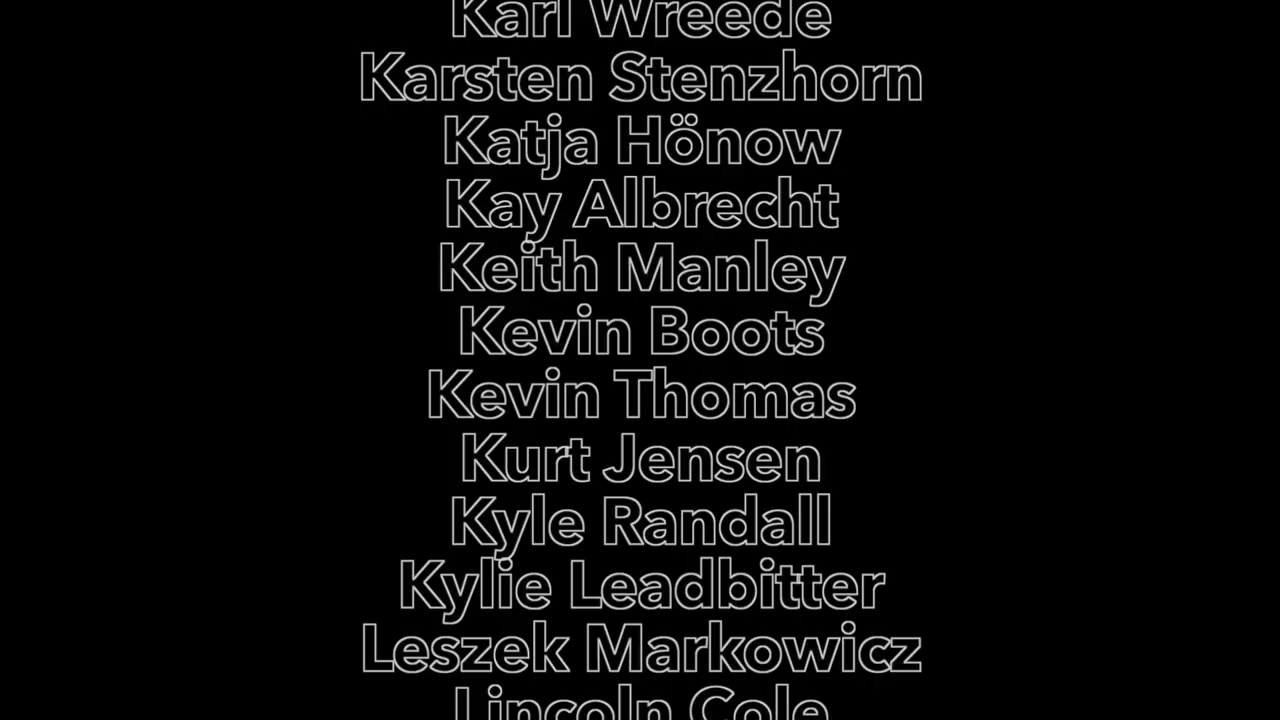 Karl Wreede
Karsten Stenzhorn
Katja Hönow
Kay Albrecht
Keith Manley
Kevin Boots
Kevin Thomas
Kurt Jensen
Kyle Randall
Kylie Leadbitter
Leszek Markowicz
Lincoln Cole